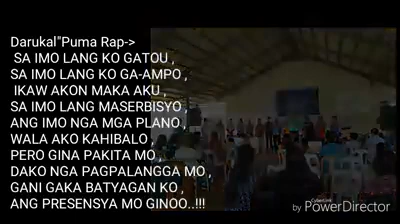 Darukal"Puma Rap->
SA IMO LANG KO GATOU ,
SA IMO LANG KO GA-AMPO ,
IKAW AKON MAKA AKU ,
SA IMO LANG MASERBISYO ,
ANG IMO NGA MGA PLANO ,
WALA AKO KAHIBALO ,
PERO GINA PAKITA MO ,
DAKO NGA PAGPALANGGA MO ,
GANI GAKA BATYAGAN KO ,
ANG PRESENSYA MO GINOO..!!!
CyberLink
by PowerDirector